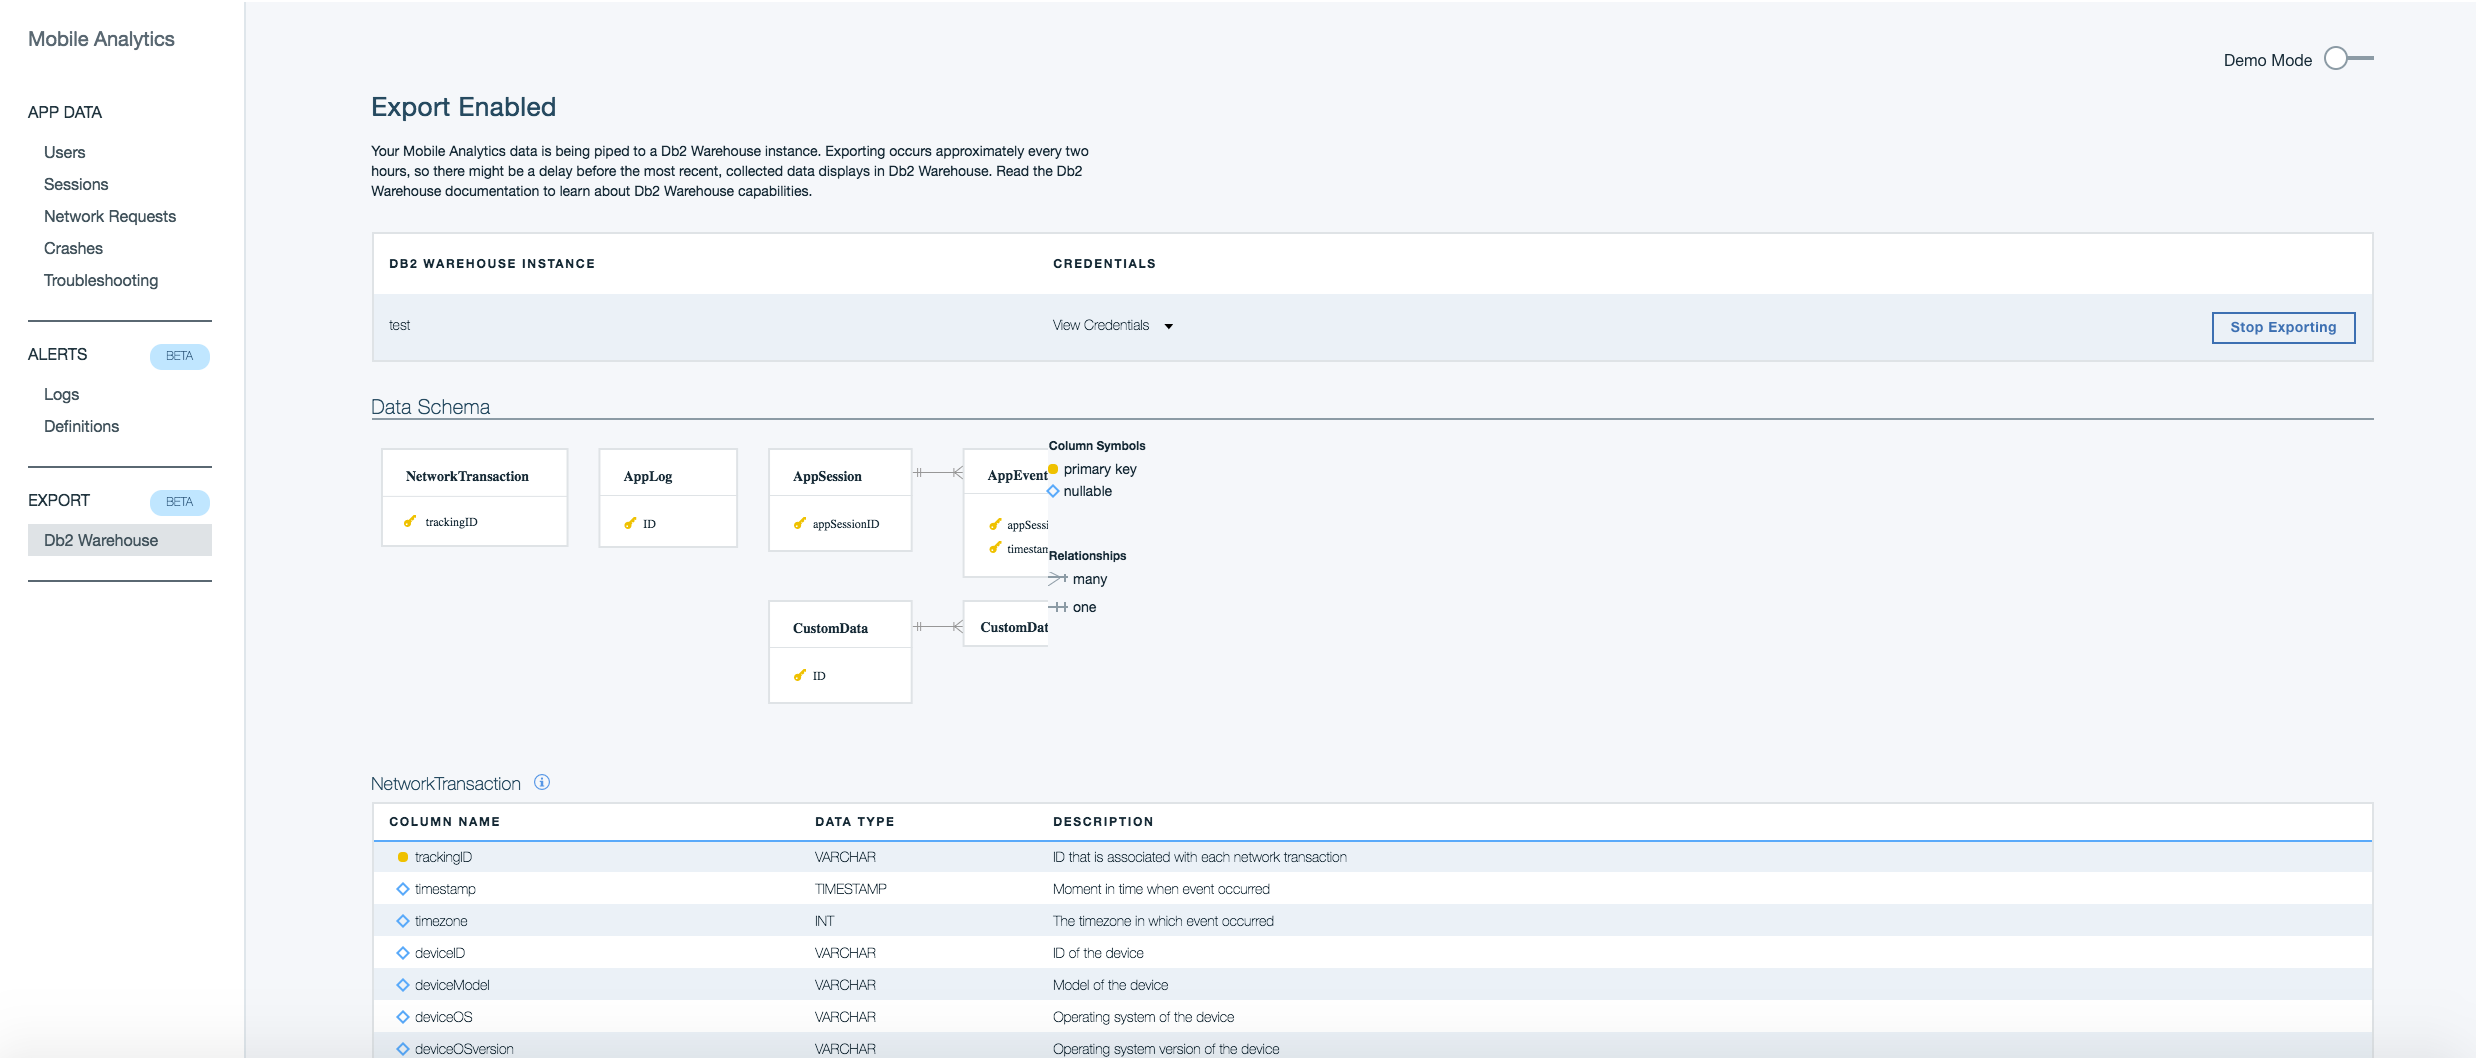 Mobile Analytics
APP DATA
Users
Sessions
Network Requests
Crashes
Troubleshooting
ALERTS BETA
Logs
Definitions
EXPORT BETA
Db2 Warehouse
Demo Mode
Export Enabled
Your Mobile Analytics data is being piped to a Db2 Warehouse instance. Exporting occurs approximately every two
hours, so there might be a delay before the most recent, collected data displays in Db2 Warehouse. Read the Db2
Warehouse documentation to learn about Db2 Warehouse capabilities.
DB2 WAREHOUSE INSTANCE CREDENTIALS
test View Credentials Stop Exporting
Data Schema
NetworkTransaction
trackingID
AppLog
ID
AppSession
appSessionID
AppEvent
appSessi
timestam
CustomData
ID
CustomDat
Column Symbols
primary key
nullable
Relationships
many
one
NetworkTransaction
COLUMN NAME DATA TYPE DESCRIPTION
trackingID VARCHAR ID that is associated with each network transaction
timestamp TIMESTAMP Moment in time when event occurred
timezone INT The timezone in which event occurred
deviceID VARCHAR ID of the device
deviceModel VARCHAR Model of the device
deviceOS VARCHAR Operating system of the device
deviceOSversion VARCHAR Operating system version of the device